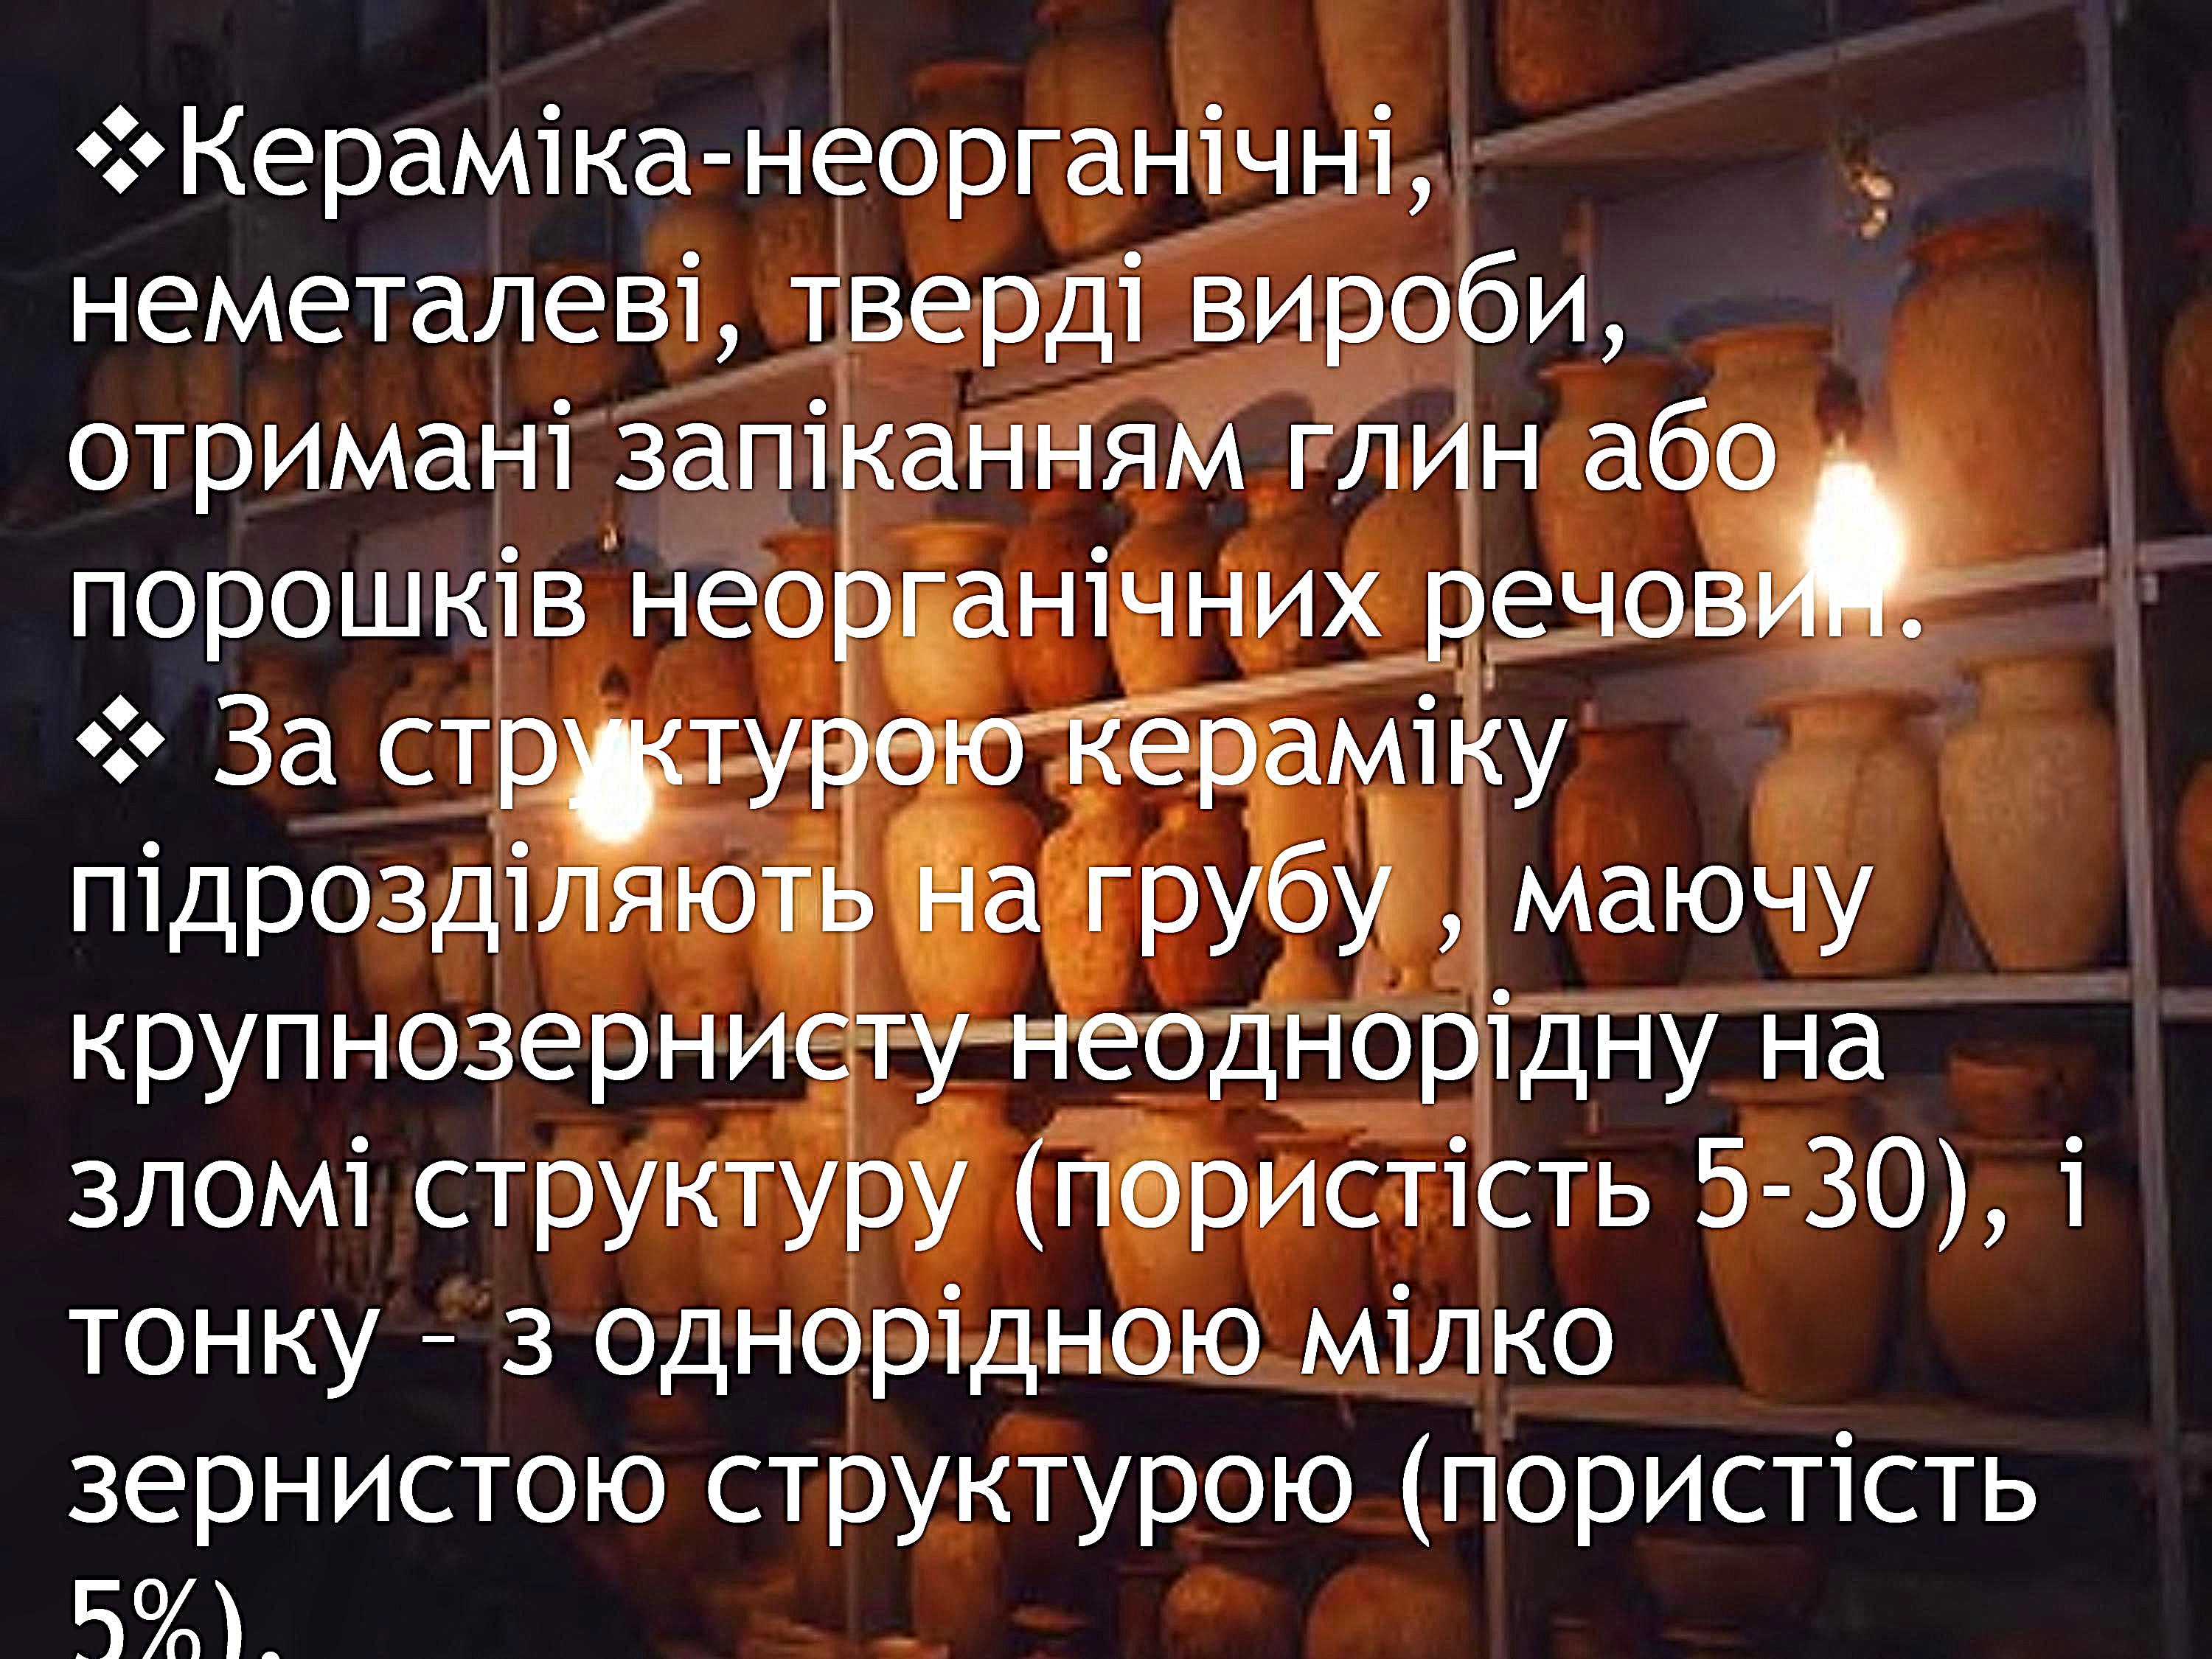 ❖Кераміка-неорганічні,
неметалеві, тверді вироби,
отримані запіканням глин або
порошків неорганічних речовин.
❖ За структурою кераміку
підрозділяють на грубу , маючу
крупнозернисту неоднорідну на
зломі структуру (пористість 5-30), і
тонку – з однорідною мілко
зернистою структурою (пористість
5%).